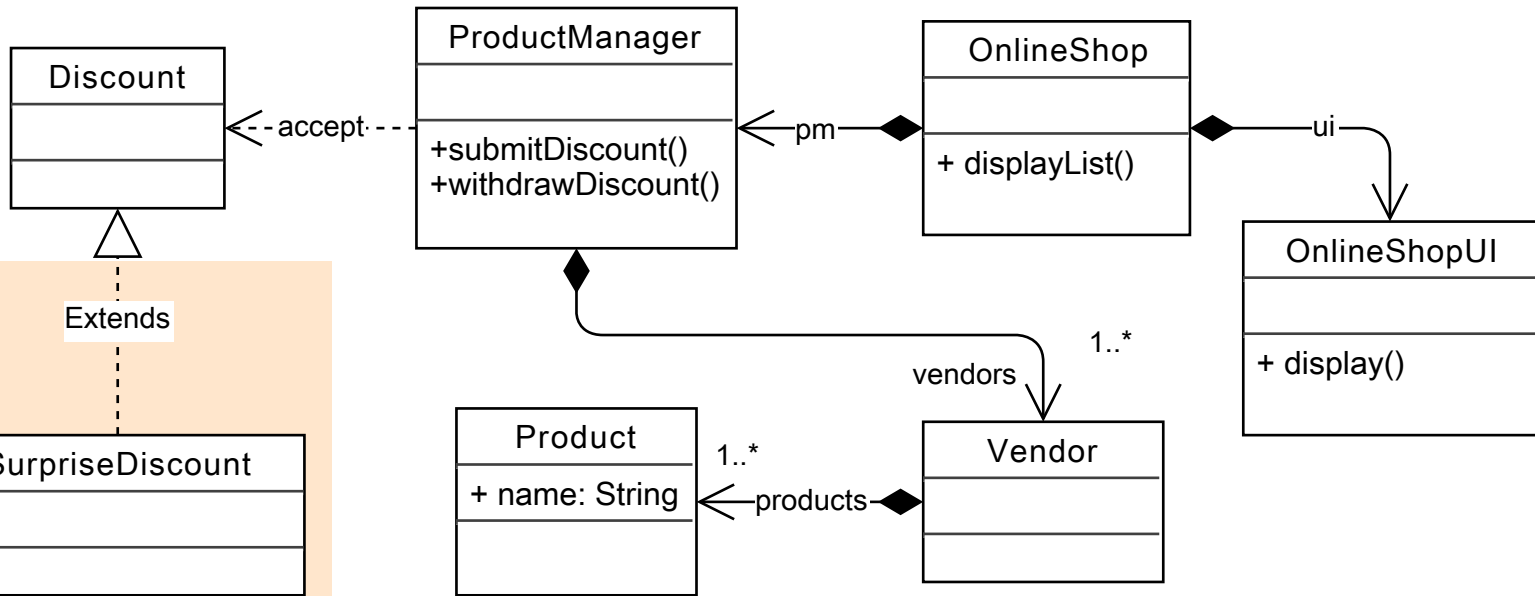 ProductManager
OnlineShop
Discount
accept
pm
ui
+submitDiscount()
+withdrawDiscount()
+ displayList()
OnlineShopUI
Extends
+ display()
1..*
vendors
Product
1..*
Vendor
SurpriseDiscount
+ name: String
products